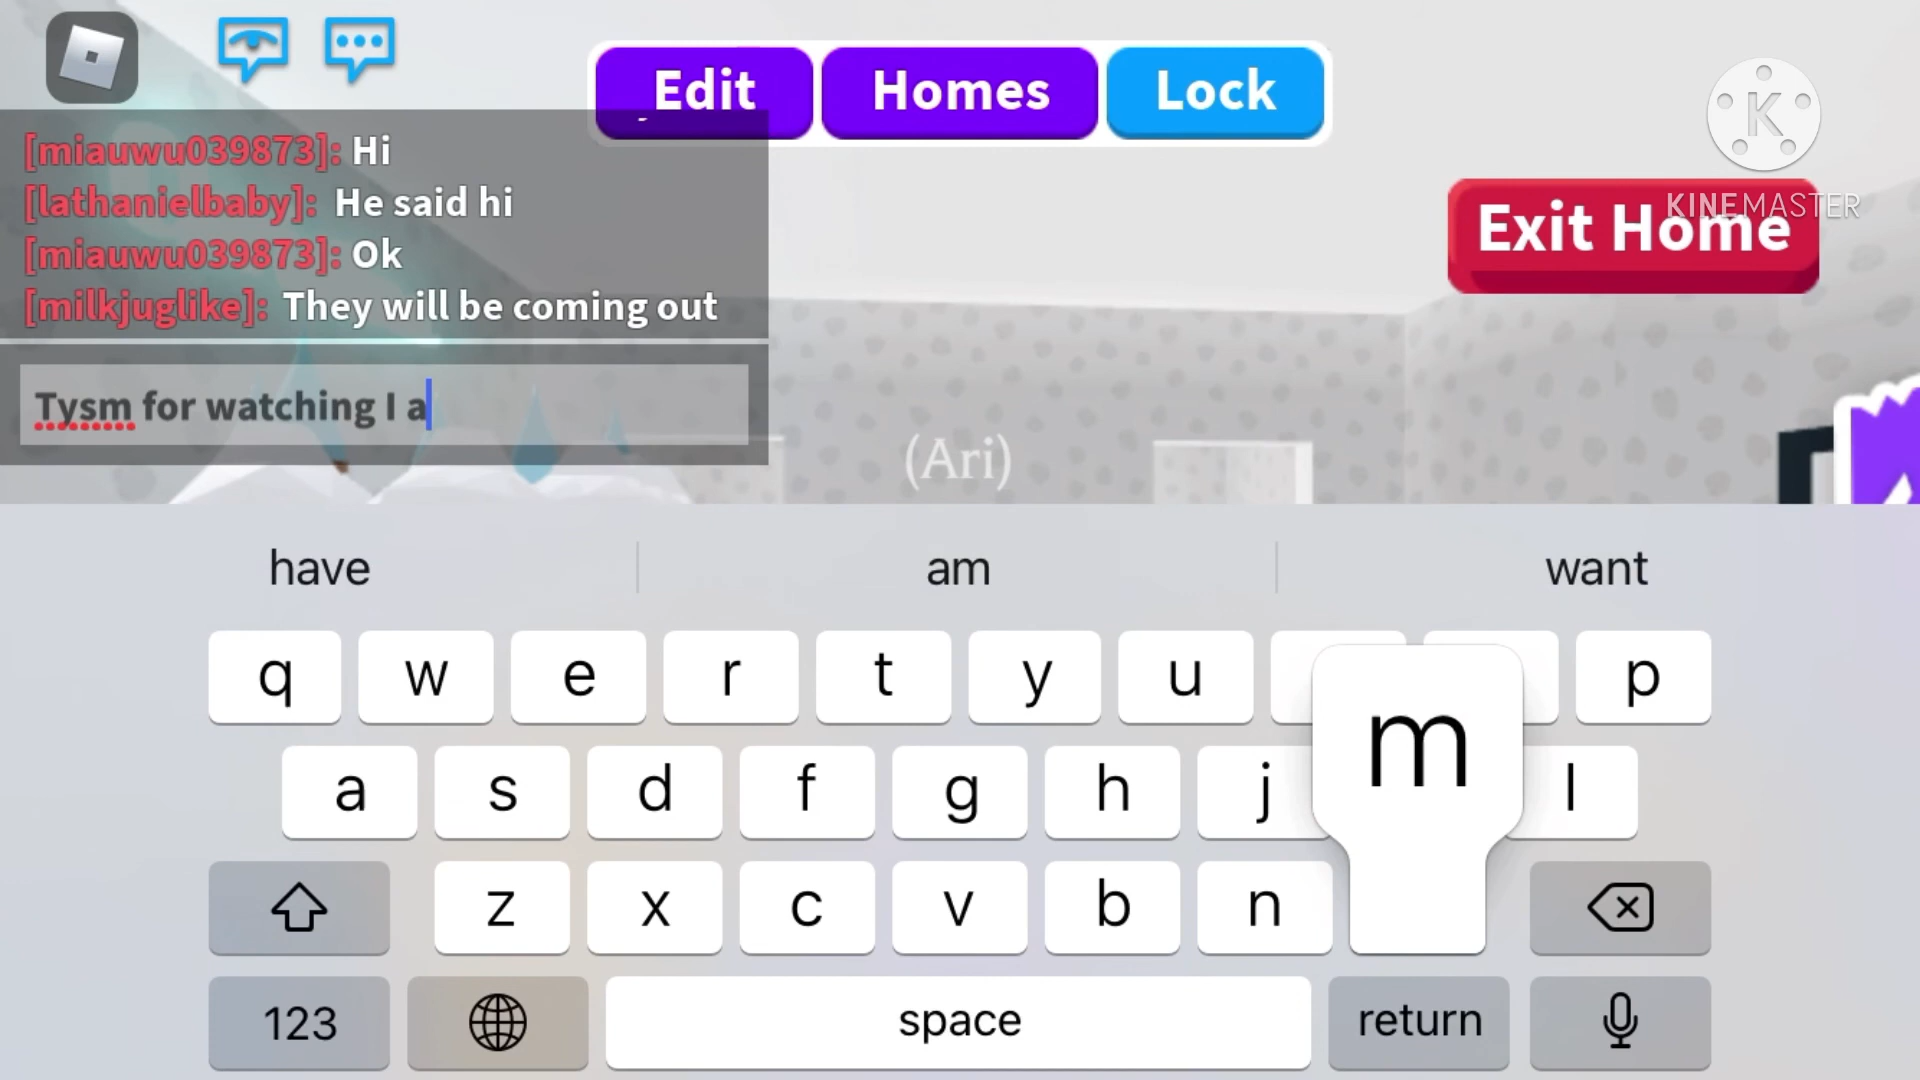 Edit Homes Lock
K
KINEMASTER
Exit Home
[miauwu039873]: Hi
[lathanielbaby]: He said hi
[miauwu039873]: Ok
[milkjuglike]: They will be coming out
Tysm for watching I a
(Ari)
have am want
q w e r t y u p
a s d f g h j l
m
z x c v b n
123 space return